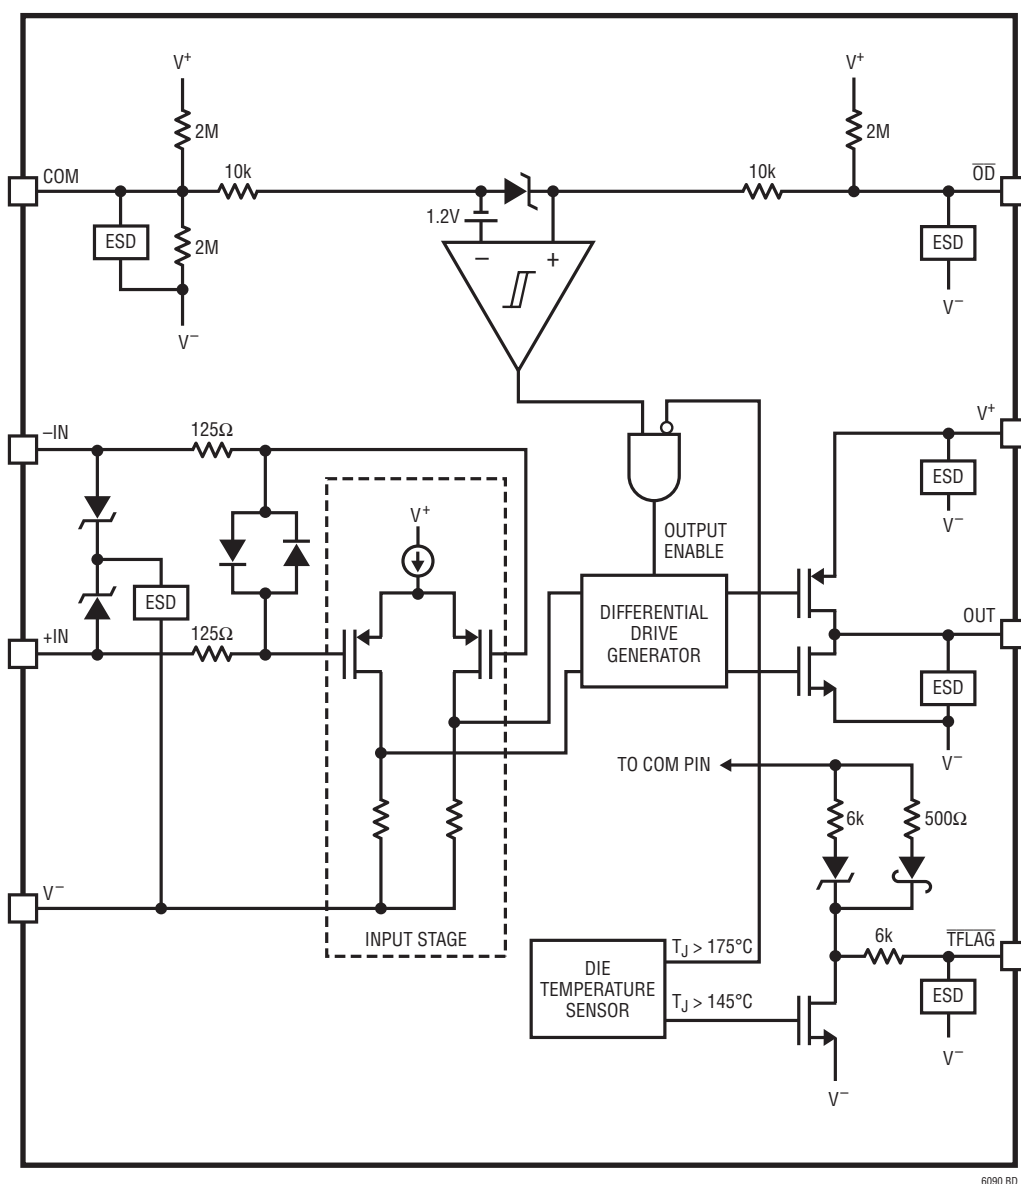 V⁺
V⁺
2M
2M
COM
10k
10k
O̅D̅
1.2V
ESD
2M
ESD
–
+
V⁻
V⁻
–IN
125Ω
V⁺
ESD
V⁺
V⁻
OUTPUT
ENABLE
ESD
DIFFERENTIAL
DRIVE
GENERATOR
OUT
+IN
125Ω
ESD
TO COM PIN
V⁻
6k
500Ω
V⁻
INPUT STAGE
TJ > 175°C
6k
T̅F̅L̅A̅G̅
DIE
TEMPERATURE
SENSOR
TJ > 145°C
ESD
V⁻
V⁻
6090 BD